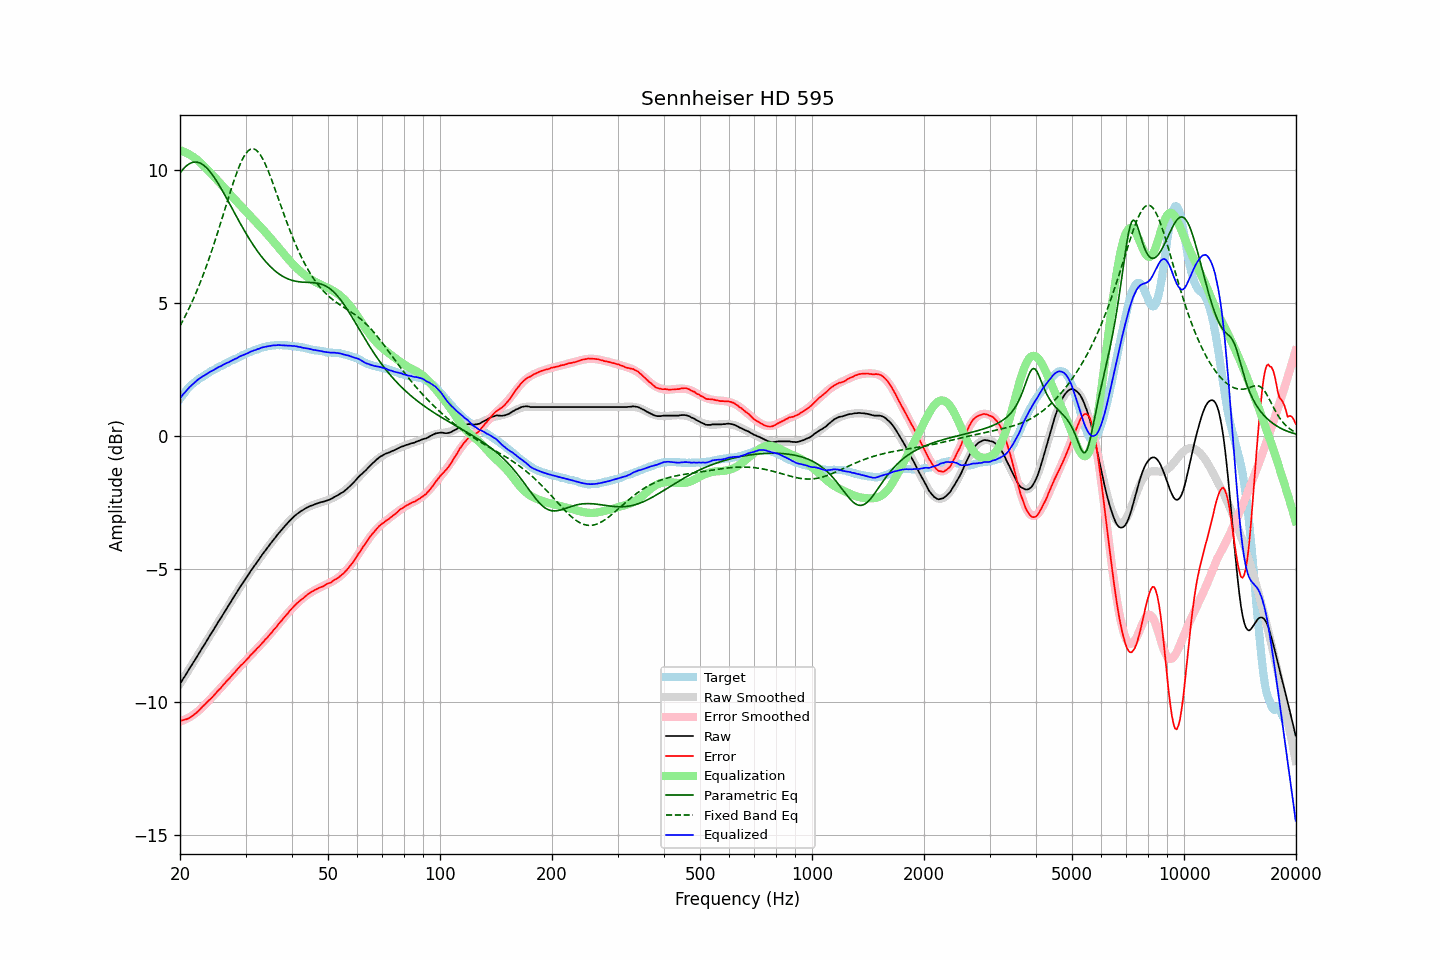 Sennheiser HD 595
Amplitude (dBr)
10
5
0
−5
−10
−15
Target
Raw Smoothed
Error Smoothed
Raw
Error
Equalization
Parametric Eq
Fixed Band Eq
Equalized
20
50
100
200
500
1000
2000
5000
10000
20000
Frequency (Hz)